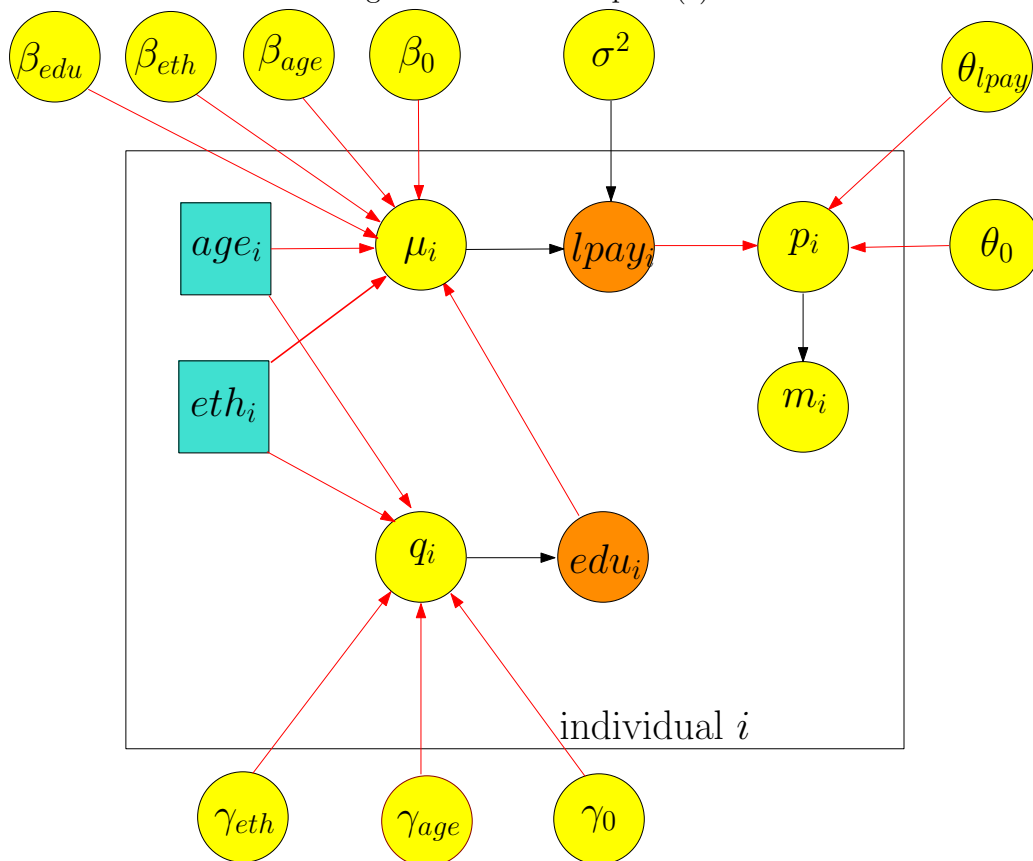 β_edu β_eth β_age β_0 σ^2 θ_lpay
age_i μ_i lpay_i p_i θ_0
eth_i m_i
q_i edu_i
individual i
γ_eth γ_age γ_0